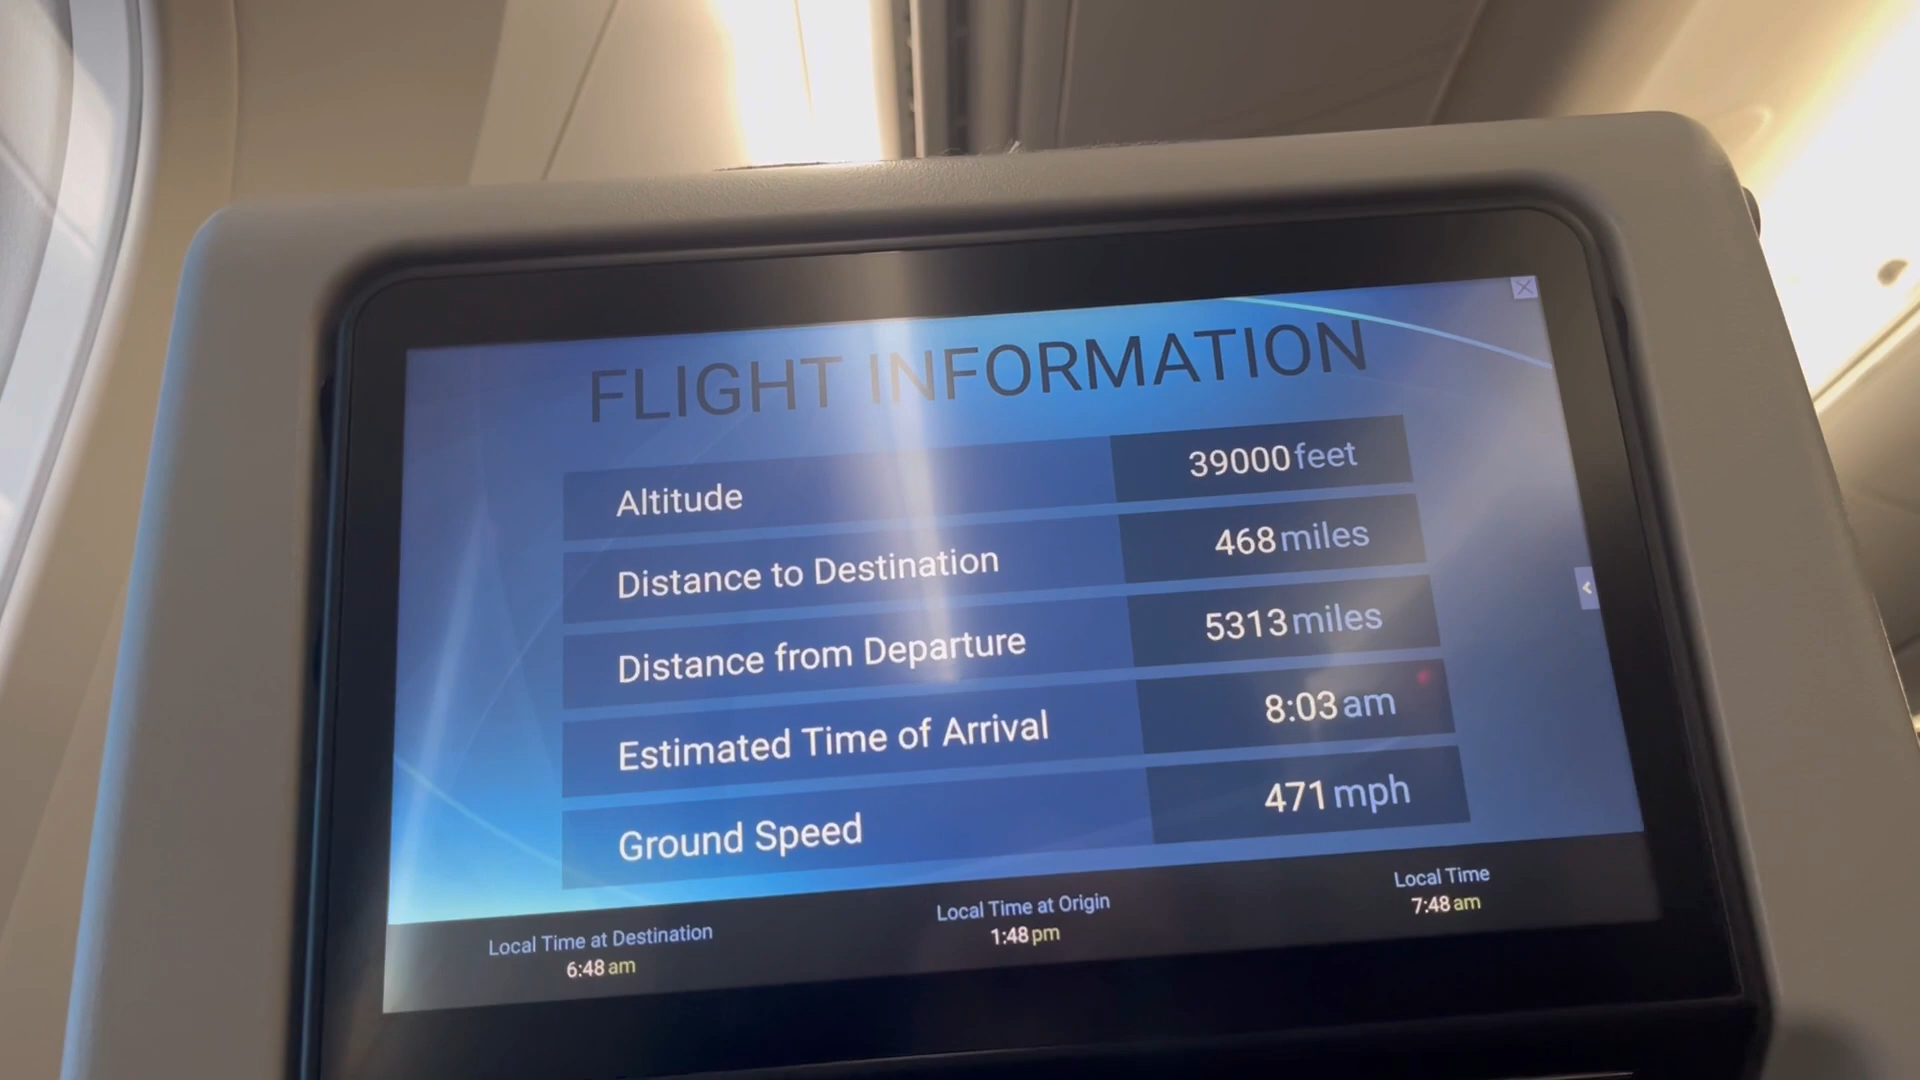 FLIGHT INFORMATION
Altitude 39000 feet
Distance to Destination 468 miles
Distance from Departure 5313 miles
Estimated Time of Arrival 8:03 am
Ground Speed 471 mph
Local Time at Destination
6:48 am
Local Time at Origin
1:48 pm
Local Time
7:48 am